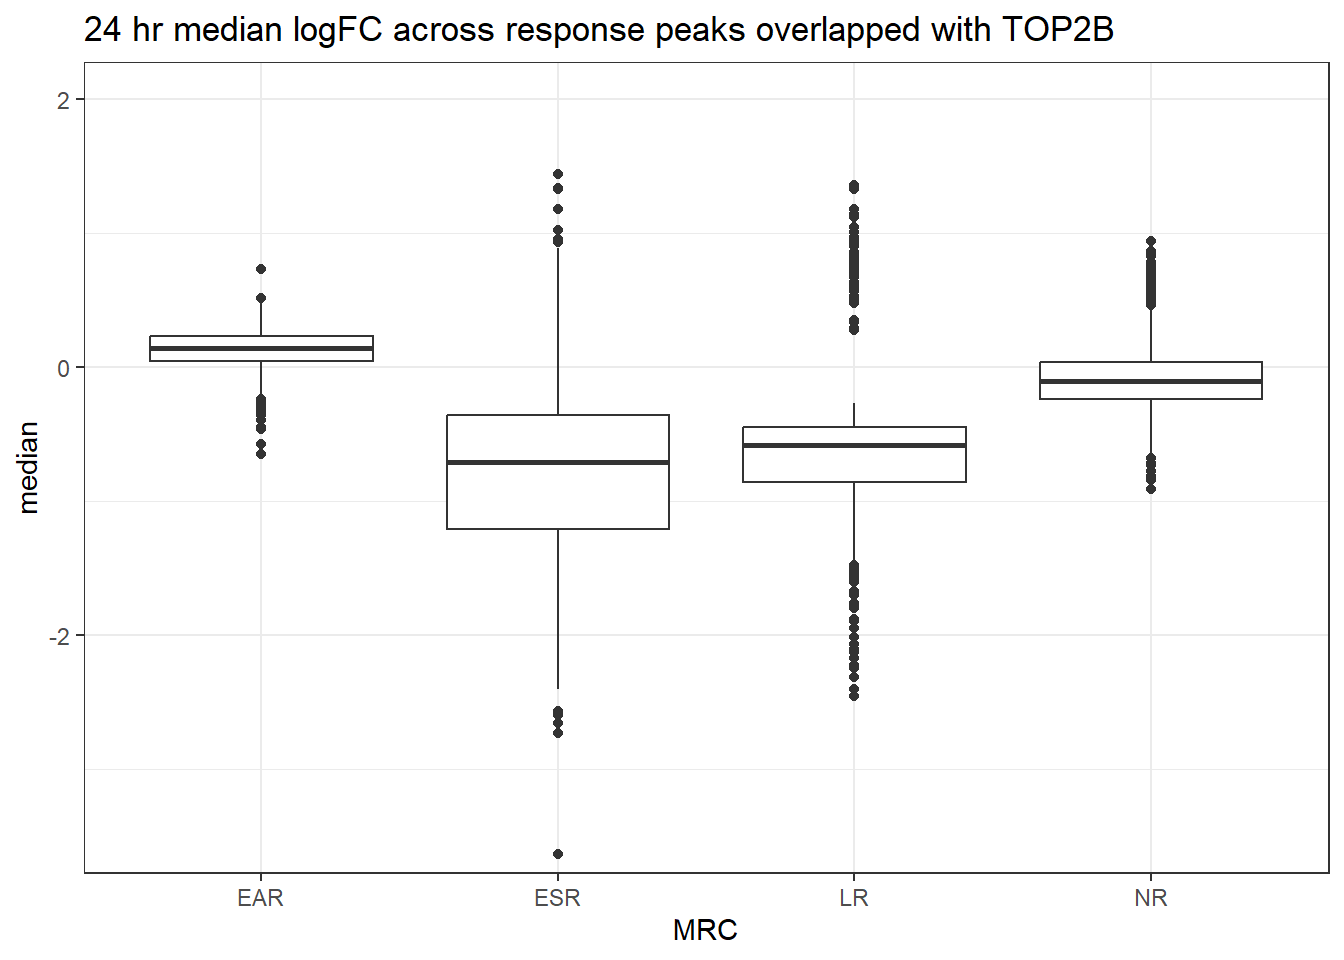 24 hr median logFC across response peaks overlapped with TOP2B
2
0
-2
median
EAR ESR LR NR
MRC